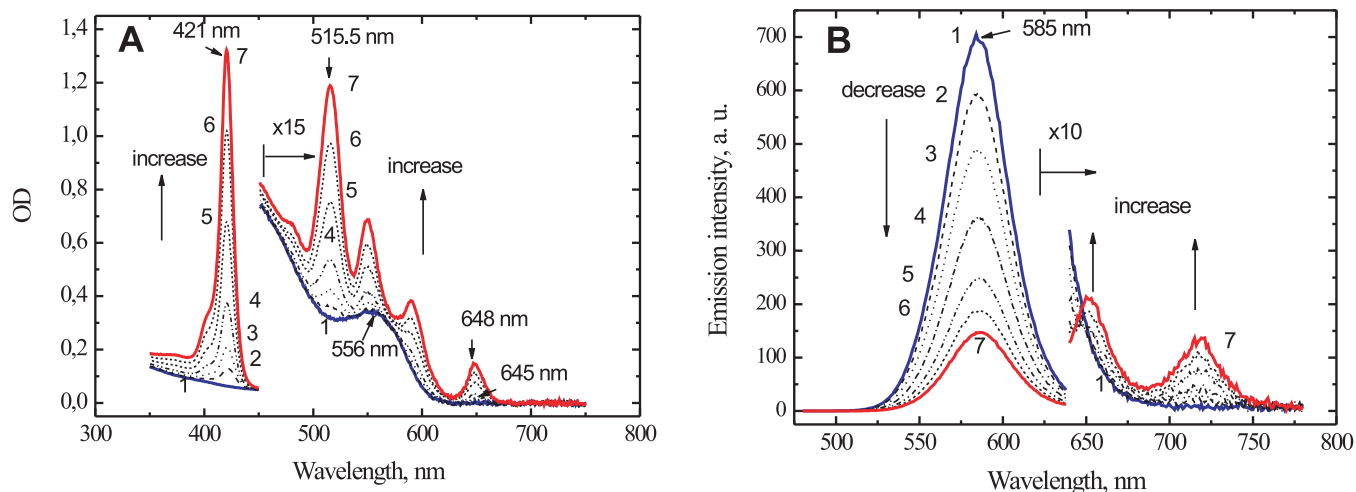 A
421 nm
515.5 nm
7
7
x15
6
6
increase
increase
5
5
4
4
3
2
1
1
556 nm
648 nm
645 nm
1,4
1,2
1,0
0,8
0,6
0,4
0,2
0,0
OD
300 400 500 600 700 800
Wavelength, nm
B
1
585 nm
decrease
2
x10
3
increase
4
5
6
7
1
7
700
600
500
400
300
200
100
0
Emission intensity, a. u.
500 550 600 650 700 750 800
Wavelength, nm